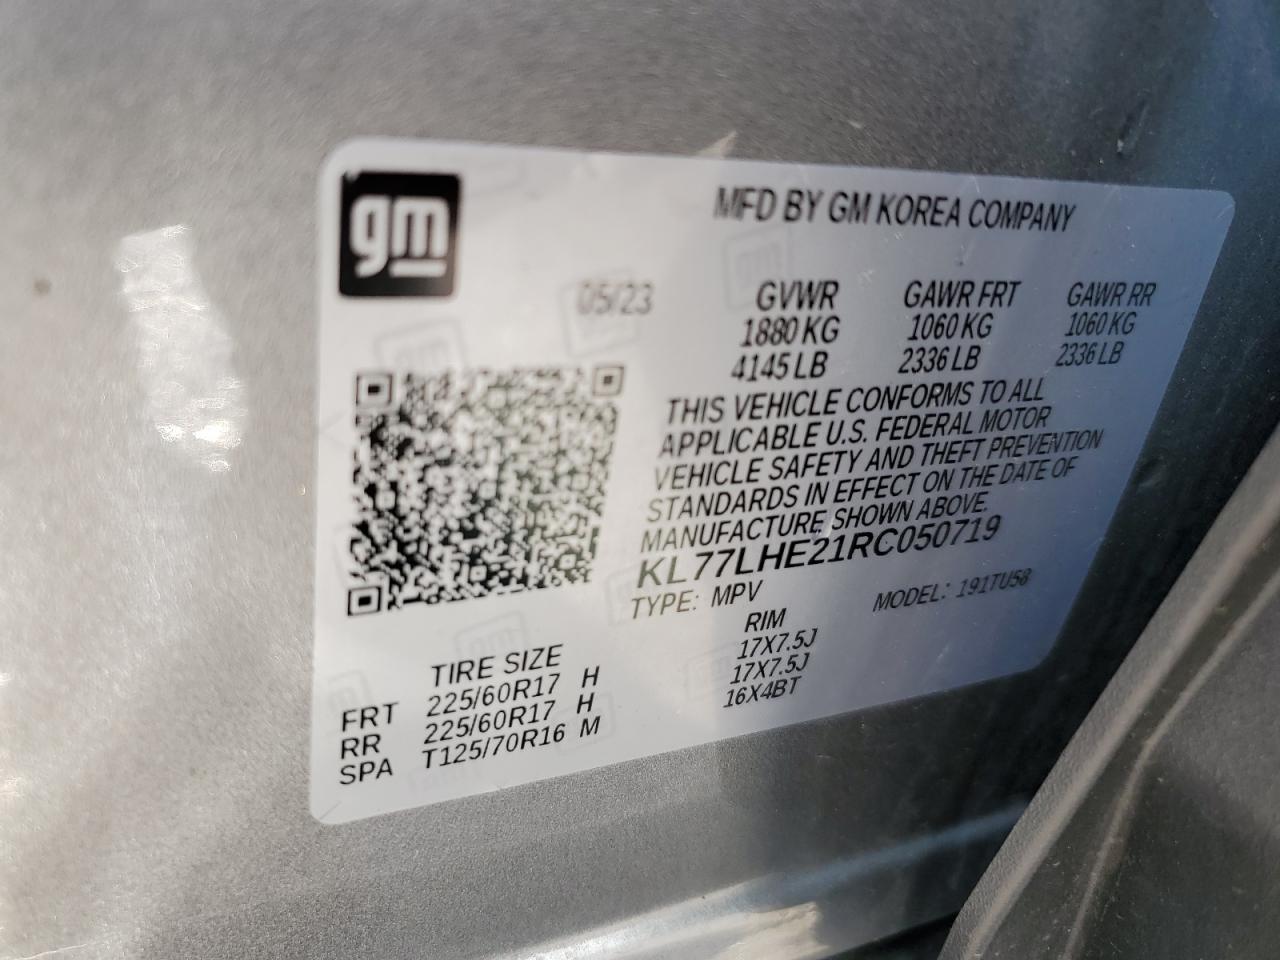 gm
MFD BY GM KOREA COMPANY
05/23 GVWR GAWR FRT GAWR RR
1880 KG 1060 KG 1060 KG
4145 LB 2336 LB 2336 LB
THIS VEHICLE CONFORMS TO ALL
APPLICABLE U.S. FEDERAL MOTOR
VEHICLE SAFETY AND THEFT PREVENTION
STANDARDS IN EFFECT ON THE DATE OF
MANUFACTURE SHOWN ABOVE.
KL77LHE21RC050719
TYPE: MPV MODEL: 191TU58
TIRE SIZE RIM
FRT 225/60R17 H 17X7.5J
RR 225/60R17 H 17X7.5J
SPA T125/70R16 M 16X4BT